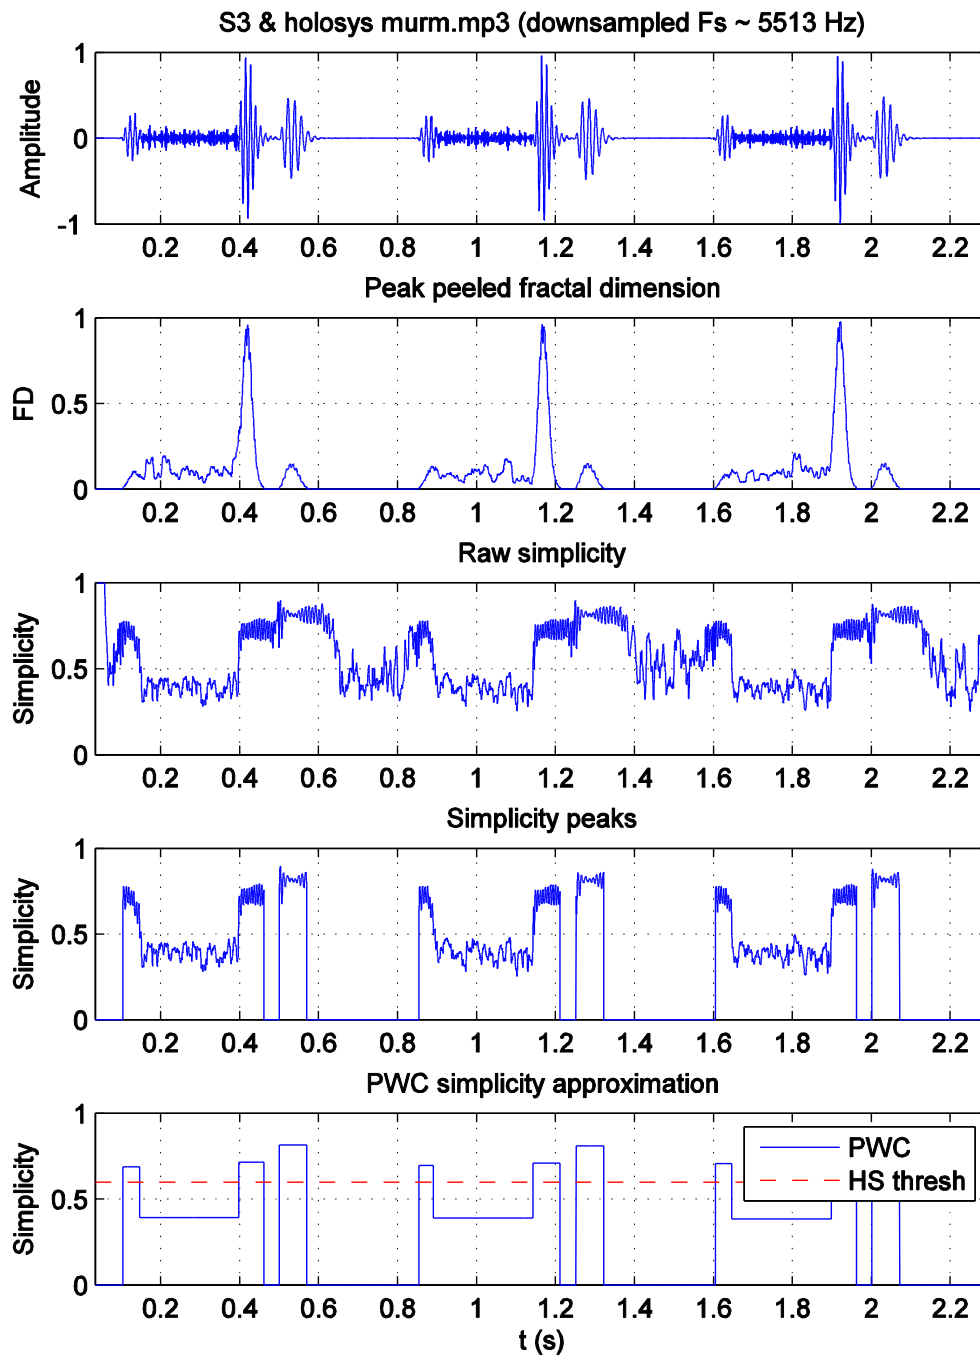 S3 & holosys murm.mp3 (downsampled Fs ~ 5513 Hz)
Amplitude
1
0
-1
0.2 0.4 0.6 0.8 1 1.2 1.4 1.6 1.8 2 2.2
Peak peeled fractal dimension
FD
1
0.5
0
0.2 0.4 0.6 0.8 1 1.2 1.4 1.6 1.8 2 2.2
Raw simplicity
Simplicity
1
0.5
0
0.2 0.4 0.6 0.8 1 1.2 1.4 1.6 1.8 2 2.2
Simplicity peaks
Simplicity
1
0.5
0
0.2 0.4 0.6 0.8 1 1.2 1.4 1.6 1.8 2 2.2
PWC simplicity approximation
Simplicity
1
0.5
0
PWC
HS thresh
0.2 0.4 0.6 0.8 1 1.2 1.4 1.6 1.8 2 2.2
t (s)